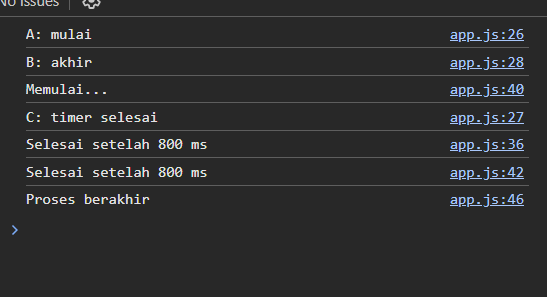 No Issues
A: mulai app.js:26
B: akhir app.js:28
Memulai... app.js:40
C: timer selesai app.js:27
Selesai setelah 800 ms app.js:36
Selesai setelah 800 ms app.js:42
Proses berakhir app.js:46
>